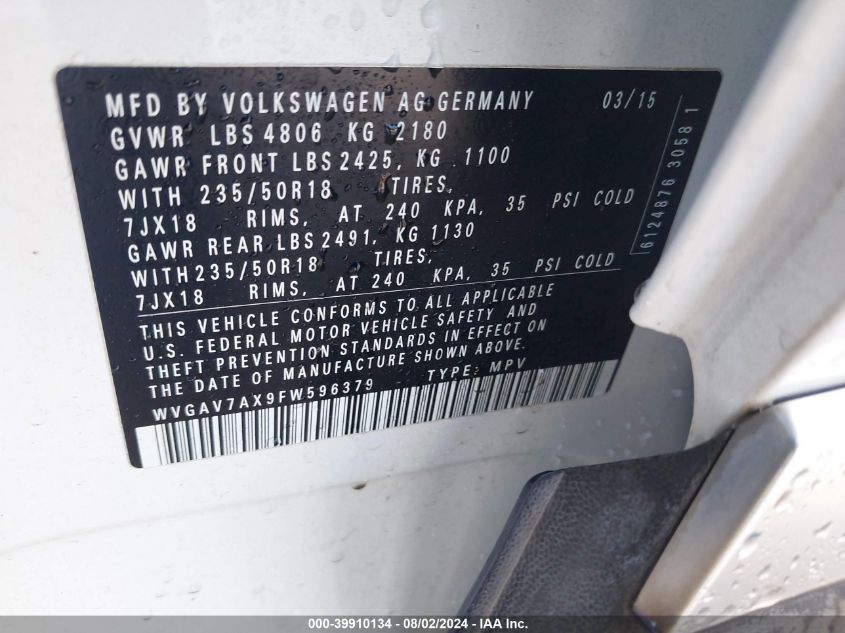 MFD BY VOLKSWAGEN AG GERMANY 03/15
GVWR LBS 4806 KG 2180
GAWR FRONT LBS 2425, KG 1100
WITH 235/50R18 TIRES,
7JX18 RIMS, AT 240 KPA, 35 PSI COLD
GAWR REAR LBS 2491, KG 1130
WITH235/50R18 TIRES,
7JX18 RIMS, AT 240 KPA, 35 PSI COLD
THIS VEHICLE CONFORMS TO ALL APPLICABLE
U.S. FEDERAL MOTOR VEHICLE SAFETY AND
THEFT PREVENTION STANDARDS IN EFFECT ON
THE DATE OF MANUFACTURE SHOWN ABOVE.
WVGAV7AX9FW596379 TYPE: MPV
6124876 3058 1
000-39910134 — 08/02/2024 — IAA Inc.